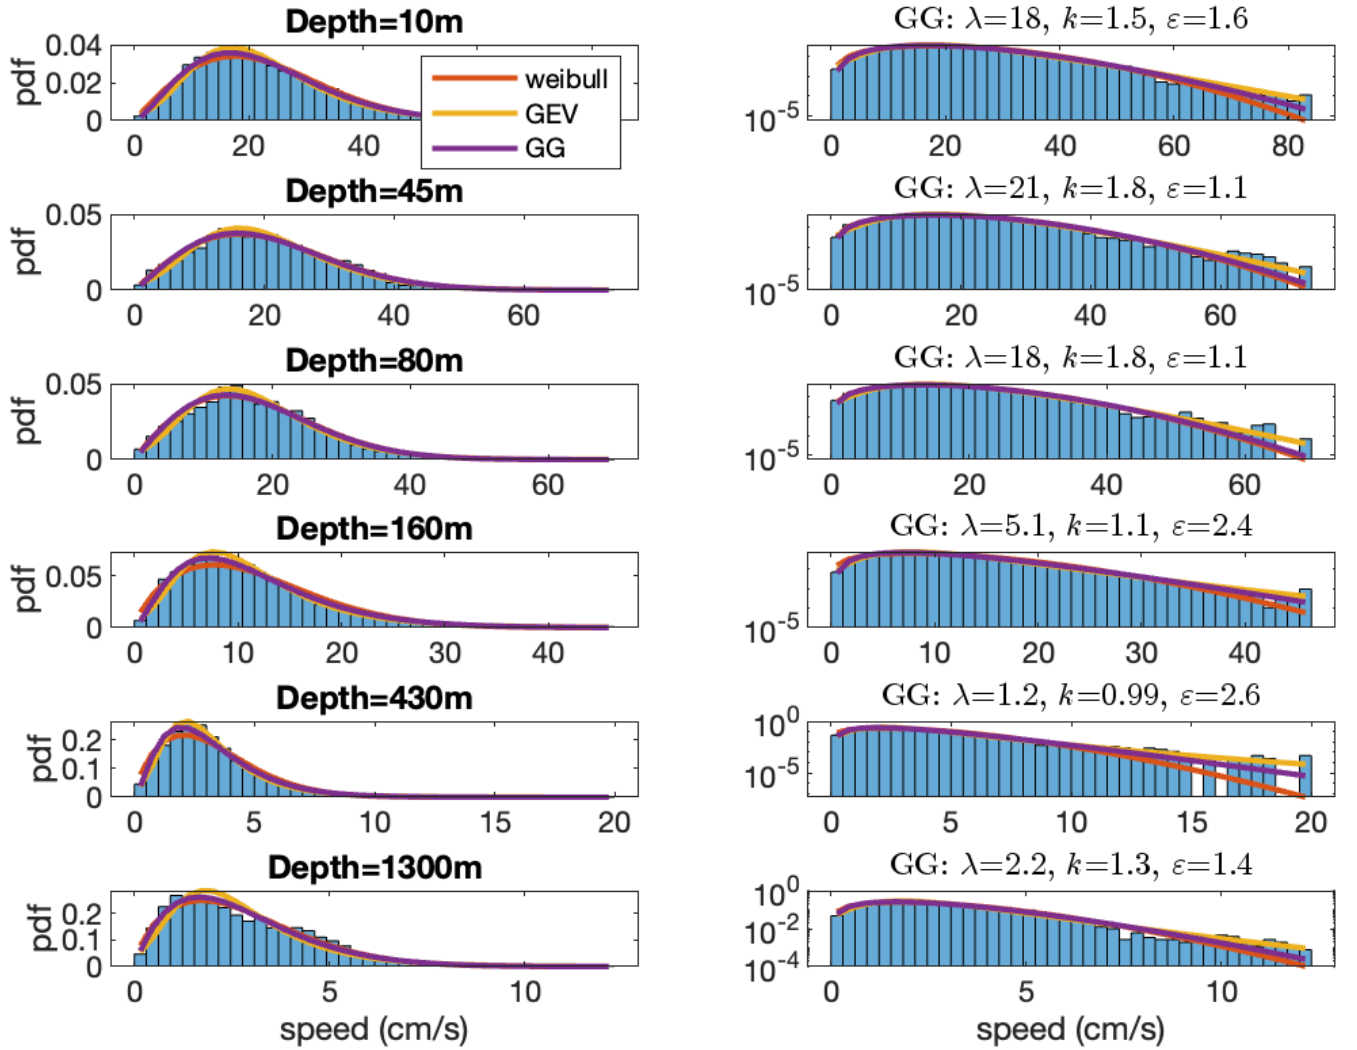 Depth=10m
pdf
0.04
0.02
0
0 20 40
weibull
GEV
GG
GG: λ=18, k=1.5, ε=1.6
10⁻⁵
0 20 40 60 80
Depth=45m
pdf
0.05
0
0 20 40 60
GG: λ=21, k=1.8, ε=1.1
10⁻⁵
0 20 40 60
Depth=80m
pdf
0.05
0
0 20 40 60
GG: λ=18, k=1.8, ε=1.1
10⁻⁵
0 20 40 60
Depth=160m
pdf
0.05
0
0 10 20 30 40
GG: λ=5.1, k=1.1, ε=2.4
10⁻⁵
0 10 20 30 40
Depth=430m
pdf
0.2
0.1
0
0 5 10 15 20
GG: λ=1.2, k=0.99, ε=2.6
10⁰
10⁻⁵
0 5 10 15 20
Depth=1300m
pdf
0.2
0.1
0
0 5 10
speed (cm/s)
GG: λ=2.2, k=1.3, ε=1.4
10⁰
10⁻²
10⁻⁴
0 5 10
speed (cm/s)